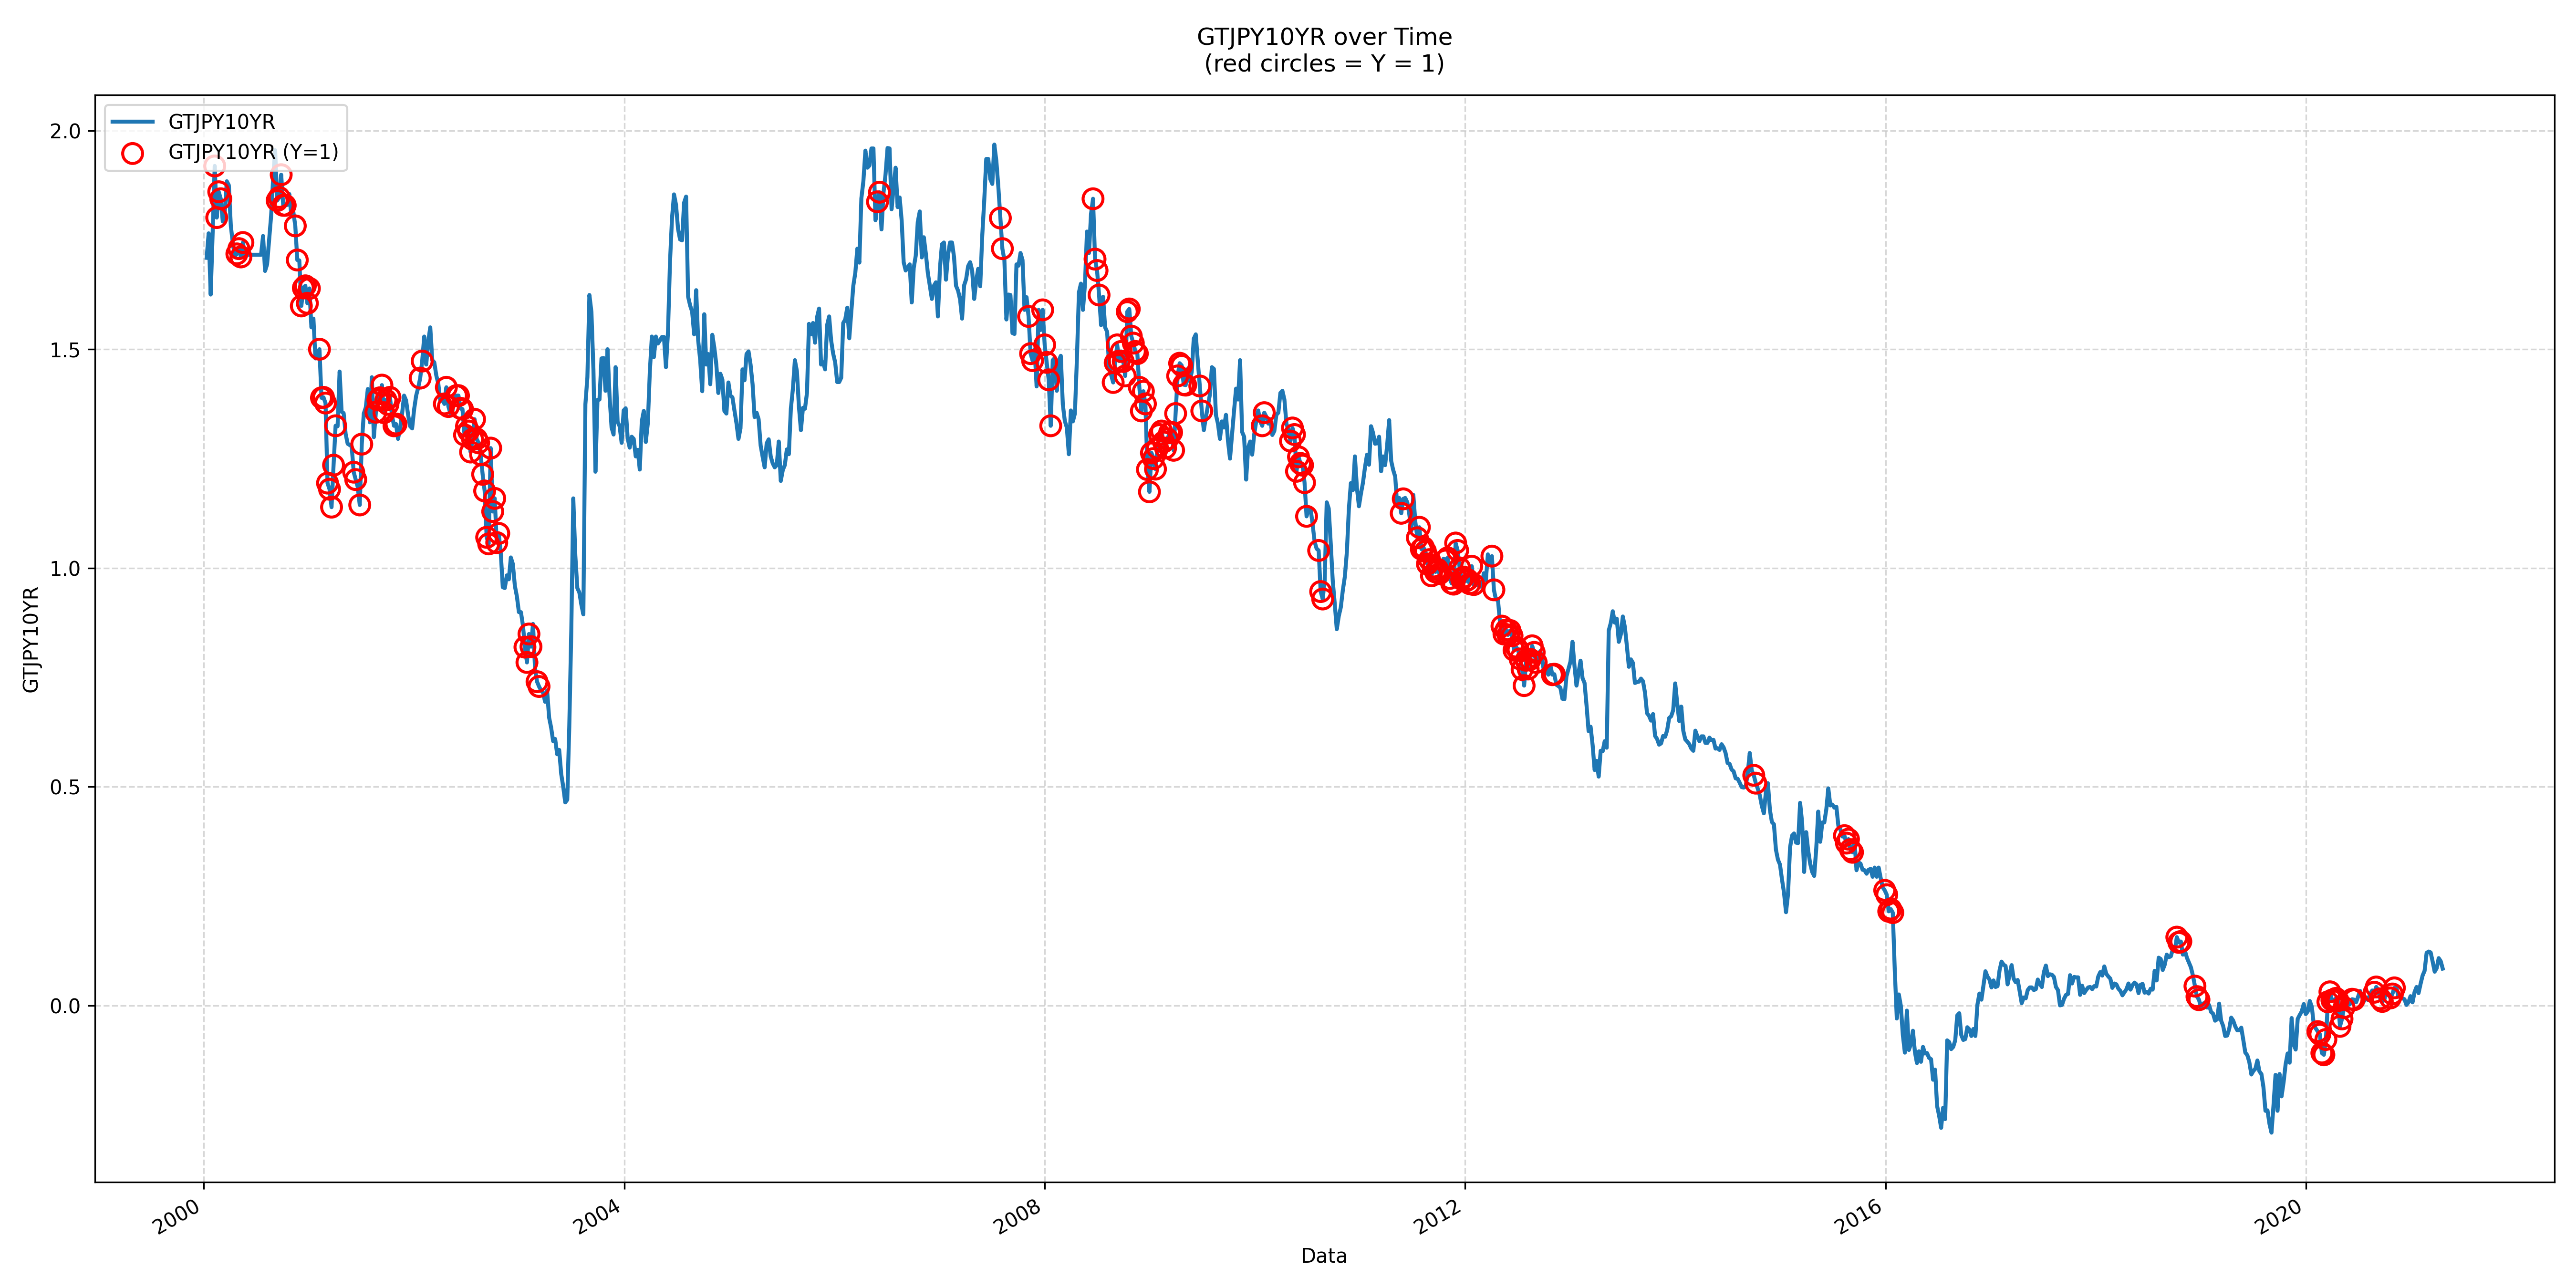 GTJPY10YR over Time
(red circles = Y = 1)
GTJPY10YR
GTJPY10YR (Y=1)
2.0
1.5
1.0
0.5
0.0
GTJPY10YR
2000
2004
2008
2012
2016
2020
Data